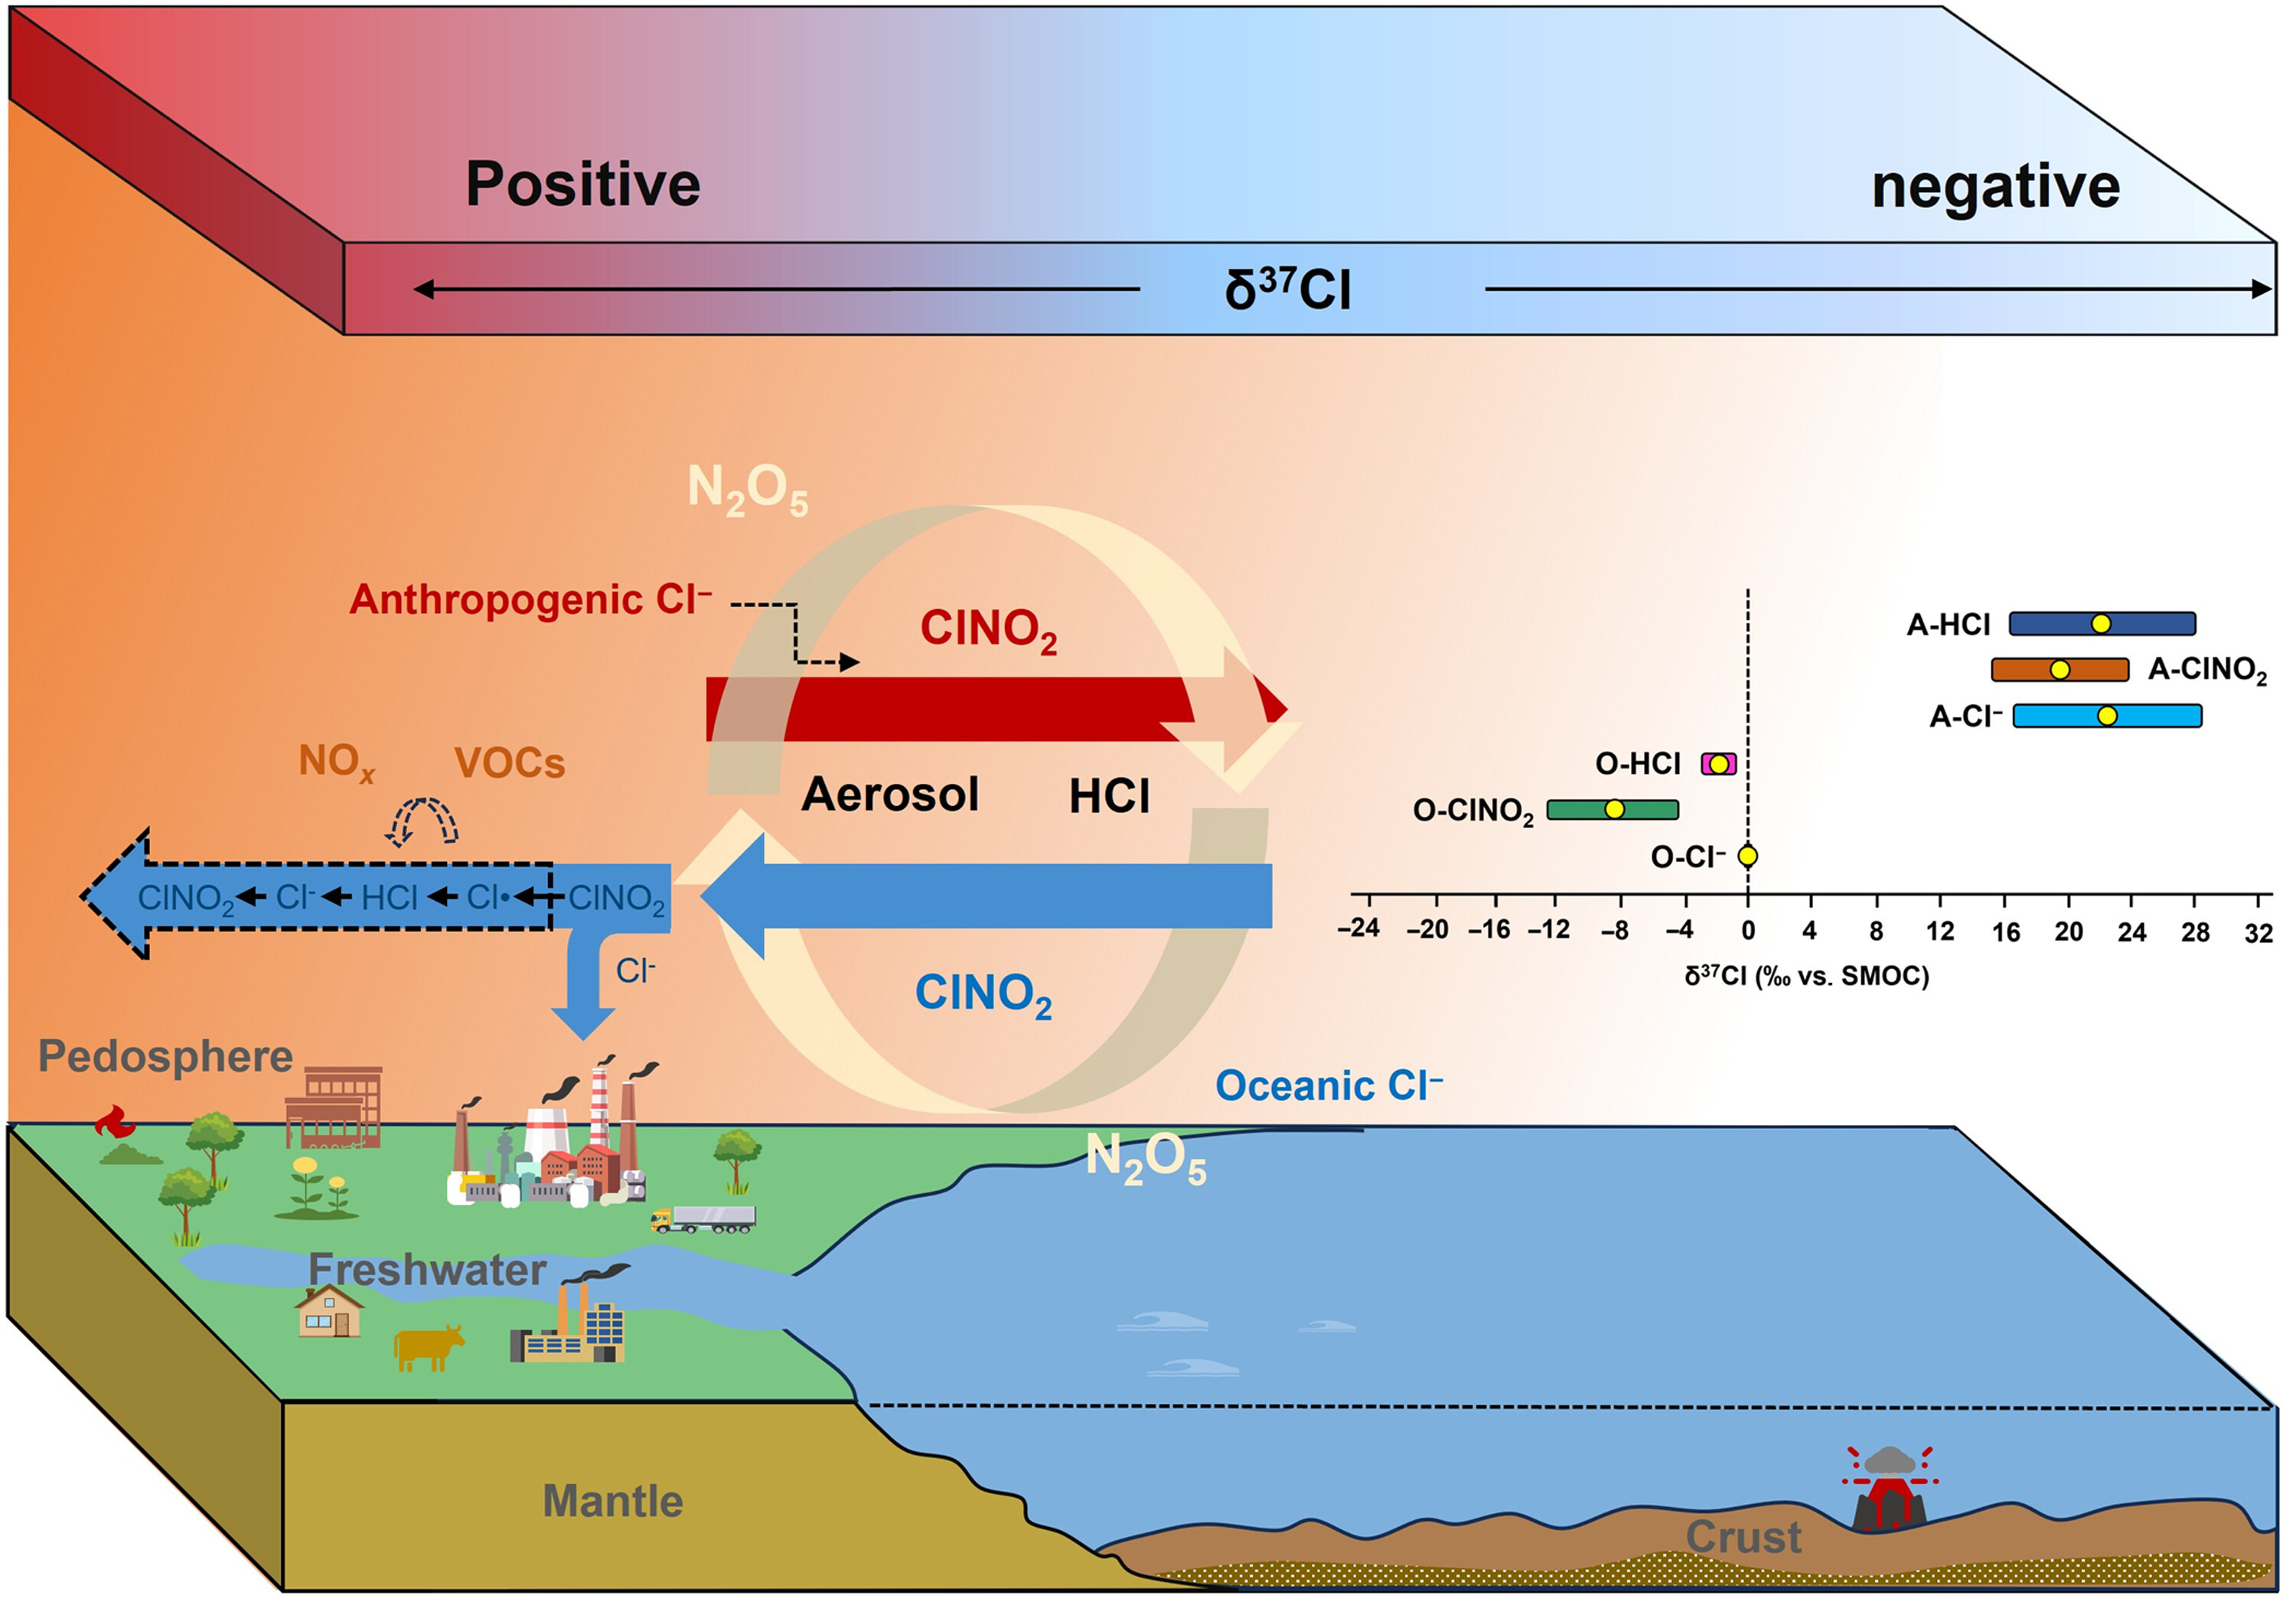 Positive
negative
δ³⁷Cl
N₂O₅
Anthropogenic Cl⁻
ClNO₂
A-HCl
A-ClNO₂
A-Cl⁻
NOₓ
VOCs
Aerosol
HCl
O-HCl
O-ClNO₂
O-Cl⁻
ClNO₂
Cl⁻
HCl
Cl•
ClNO₂
−24 −20 −16 −12 −8 −4 0 4 8 12 16 20 24 28 32
δ³⁷Cl (‰ vs. SMOC)
Cl⁻
ClNO₂
Pedosphere
Oceanic Cl⁻
N₂O₅
Freshwater
Mantle
Crust